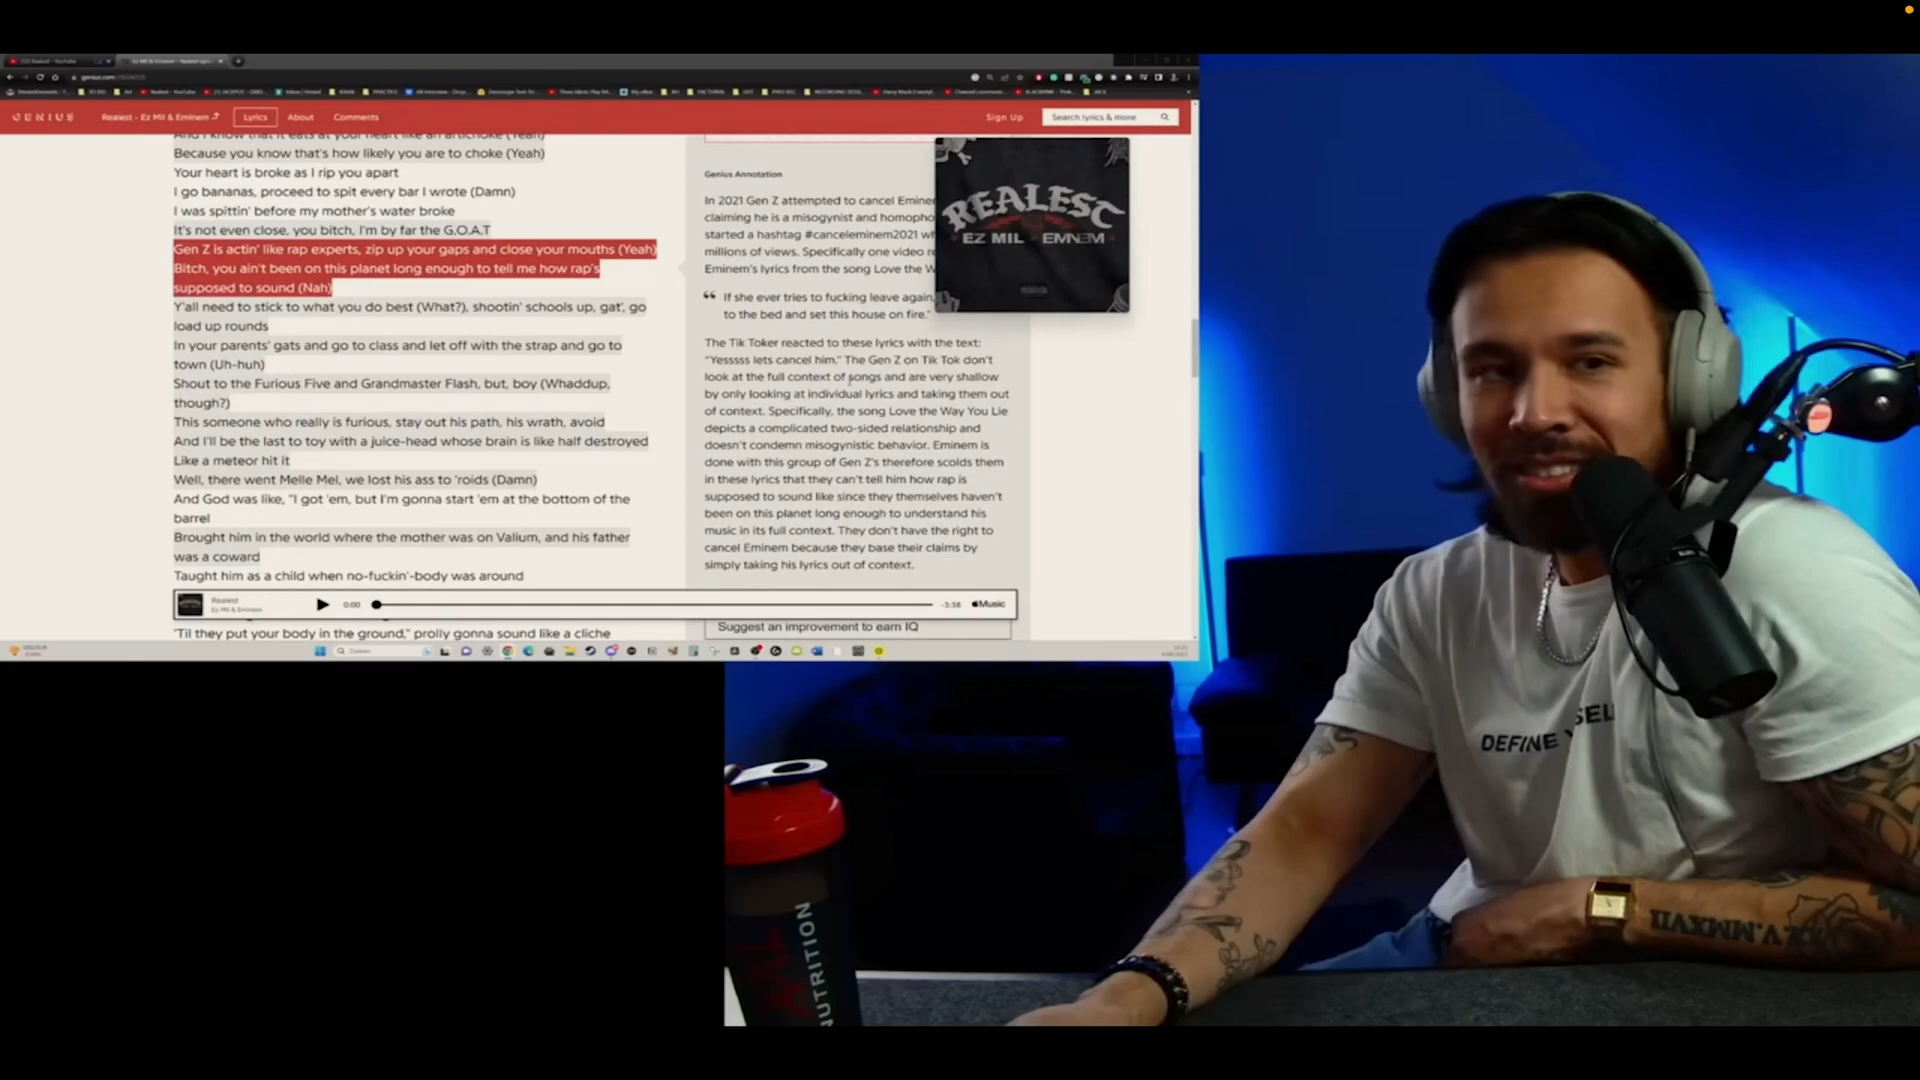 GENIUS
Realest - Ez Mil & Eminem
Lyrics
About
Comments
Sign Up
Search lyrics & more
And I know that it eats at your heart like an artichoke (Yeah)
Because you know that's how likely you are to choke (Yeah)
Your heart is broke as I rip you apart
I go bananas, proceed to spit every bar I wrote (Damn)
I was spittin' before my mother's water broke
It's not even close, you bitch, I'm by far the G.O.A.T
Gen Z is actin' like rap experts, zip up your gaps and close your mouths (Yeah)
Bitch, you ain't been on this planet long enough to tell me how rap's
supposed to sound (Nah)
Y'all need to stick to what you do best (What?), shootin' schools up, gat', go
load up rounds
In your parents' gats and go to class and let off with the strap and go to
town (Uh-huh)
Shout to the Furious Five and Grandmaster Flash, but, boy (Whaddup,
though?)
This someone who really is furious, stay out his path, his wrath, avoid
And I'll be the last to toy with a juice-head whose brain is like half destroyed
Like a meteor hit it
Well, there went Melle Mel, we lost his ass to 'roids (Damn)
And God was like, "I got 'em, but I'm gonna start 'em at the bottom of the
barrel
Brought him in the world where the mother was on Valium, and his father
was a coward
Taught him as a child when no-fuckin'-body was around
'Til they put your body in the ground," prolly gonna sound like a cliche
Genius Annotation
In 2021 Gen Z attempted to cancel Emine
claiming he is a misogynist and homopho
started a hashtag #canceleminem2021 wh
millions of views. Specifically one video re
Eminem's lyrics from the song Love the W
“ If she ever tries to fucking leave again,
to the bed and set this house on fire."
The Tik Toker reacted to these lyrics with the text:
"Yesssss lets cancel him." The Gen Z on Tik Tok don't
look at the full context of songs and are very shallow
by only looking at individual lyrics and taking them out
of context. Specifically, the song Love the Way You Lie
depicts a complicated two-sided relationship and
doesn't condemn misogynistic behavior. Eminem is
done with this group of Gen Z's therefore scolds them
in these lyrics that they can't tell him how rap is
supposed to sound like since they themselves haven't
been on this planet long enough to understand his
music in its full context. They don't have the right to
cancel Eminem because they base their claims by
simply taking his lyrics out of context.
Suggest an improvement to earn IQ
REALEST
EZ MIL EMINEM
Realest
Ez Mil & Eminem
0:00
-3:58
Music
Zoeken
DEFINE
SELF
NUTRITION